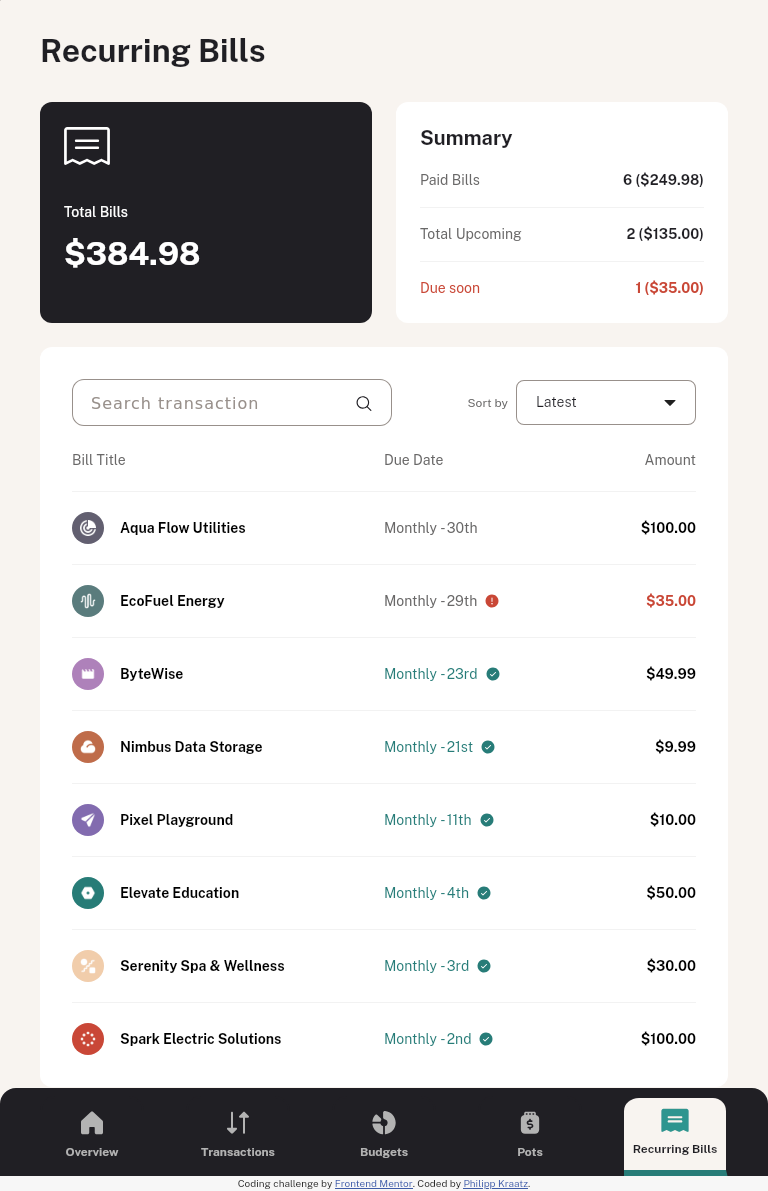 Recurring Bills
Total Bills
$384.98
Summary
Paid Bills 6 ($249.98)
Total Upcoming 2 ($135.00)
Due soon 1 ($35.00)
Search transaction
Sort by Latest
Bill Title Due Date Amount
Aqua Flow Utilities Monthly - 30th $100.00
EcoFuel Energy Monthly - 29th $35.00
ByteWise Monthly - 23rd $49.99
Nimbus Data Storage Monthly - 21st $9.99
Pixel Playground Monthly - 11th $10.00
Elevate Education Monthly - 4th $50.00
Serenity Spa & Wellness Monthly - 3rd $30.00
Spark Electric Solutions Monthly - 2nd $100.00
Overview Transactions Budgets Pots Recurring Bills
Coding challenge by Frontend Mentor. Coded by Philipp Kraatz.